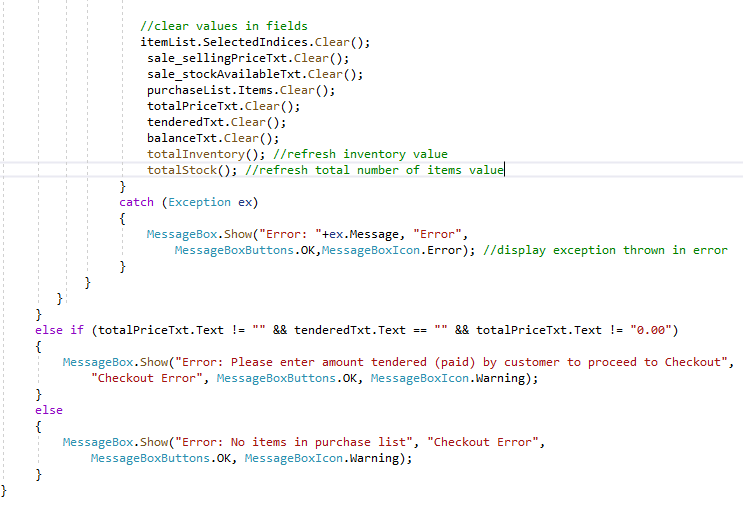 //clear values in fields
itemList.SelectedIndices.Clear();
sale_sellingPriceTxt.Clear();
sale_stockAvailableTxt.Clear();
purchaseList.Items.Clear();
totalPriceTxt.Clear();
tenderedTxt.Clear();
balanceTxt.Clear();
totalInventory(); //refresh inventory value
totalStock(); //refresh total number of items value
}
catch (Exception ex)
{
MessageBox.Show("Error: "+ex.Message, "Error",
MessageBoxButtons.OK,MessageBoxIcon.Error); //display exception thrown in error
}
}
}
}
else if (totalPriceTxt.Text != "" && tenderedTxt.Text == "" && totalPriceTxt.Text != "0.00")
{
MessageBox.Show("Error: Please enter amount tendered (paid) by customer to proceed to Checkout",
"Checkout Error", MessageBoxButtons.OK, MessageBoxIcon.Warning);
}
else
{
MessageBox.Show("Error: No items in purchase list", "Checkout Error",
MessageBoxButtons.OK, MessageBoxIcon.Warning);
}
}